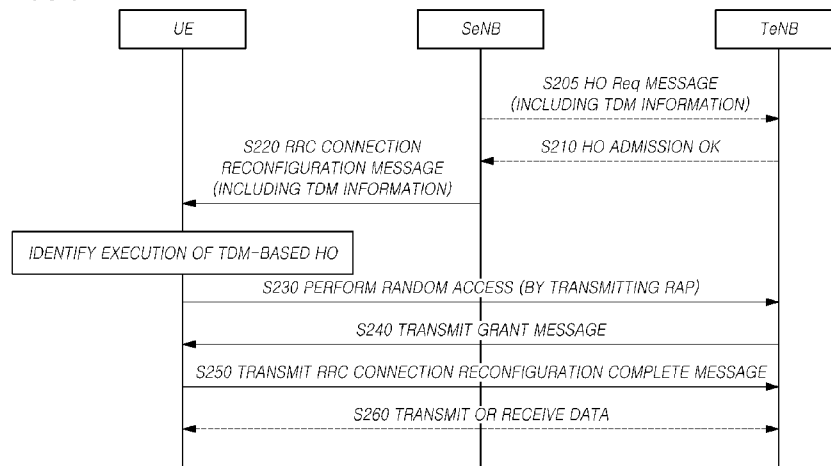 UE
SeNB
TeNB
S205 HO Req MESSAGE
(INCLUDING TDM INFORMATION)
S210 HO ADMISSION OK
S220 RRC CONNECTION
RECONFIGURATION MESSAGE
(INCLUDING TDM INFORMATION)
IDENTIFY EXECUTION OF TDM-BASED HO
S230 PERFORM RANDOM ACCESS (BY TRANSMITTING RAP)
S240 TRANSMIT GRANT MESSAGE
S250 TRANSMIT RRC CONNECTION RECONFIGURATION COMPLETE MESSAGE
S260 TRANSMIT OR RECEIVE DATA